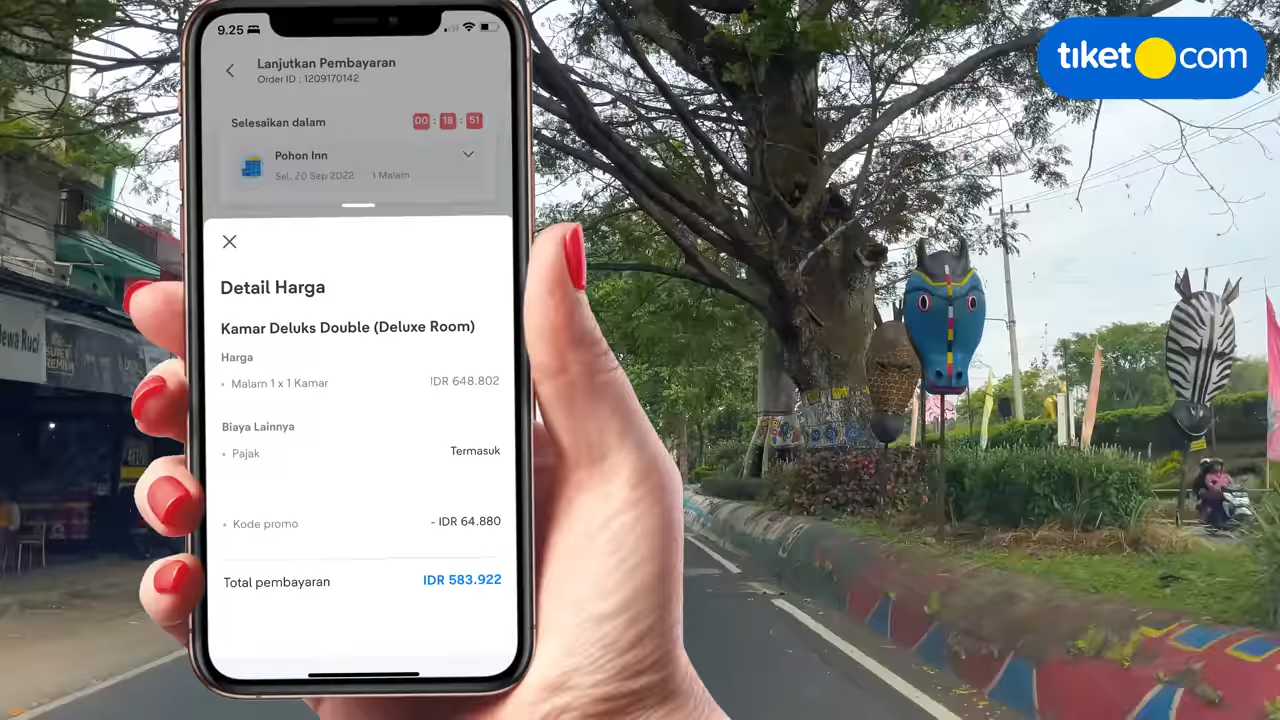 9.25
Lanjutkan Pembayaran
Order ID : 1209170142
Selesaikan dalam
00 : 18 : 51
Pohon Inn
Sel, 20 Sep 2022 1 Malam
Detail Harga
Kamar Deluks Double (Deluxe Room)
Harga
• Malam 1 x 1 Kamar IDR 648.802
Biaya Lainnya
• Pajak Termasuk
• Kode promo - IDR 64.880
Total pembayaran IDR 583.922
tiket.com
Dewa Ruci